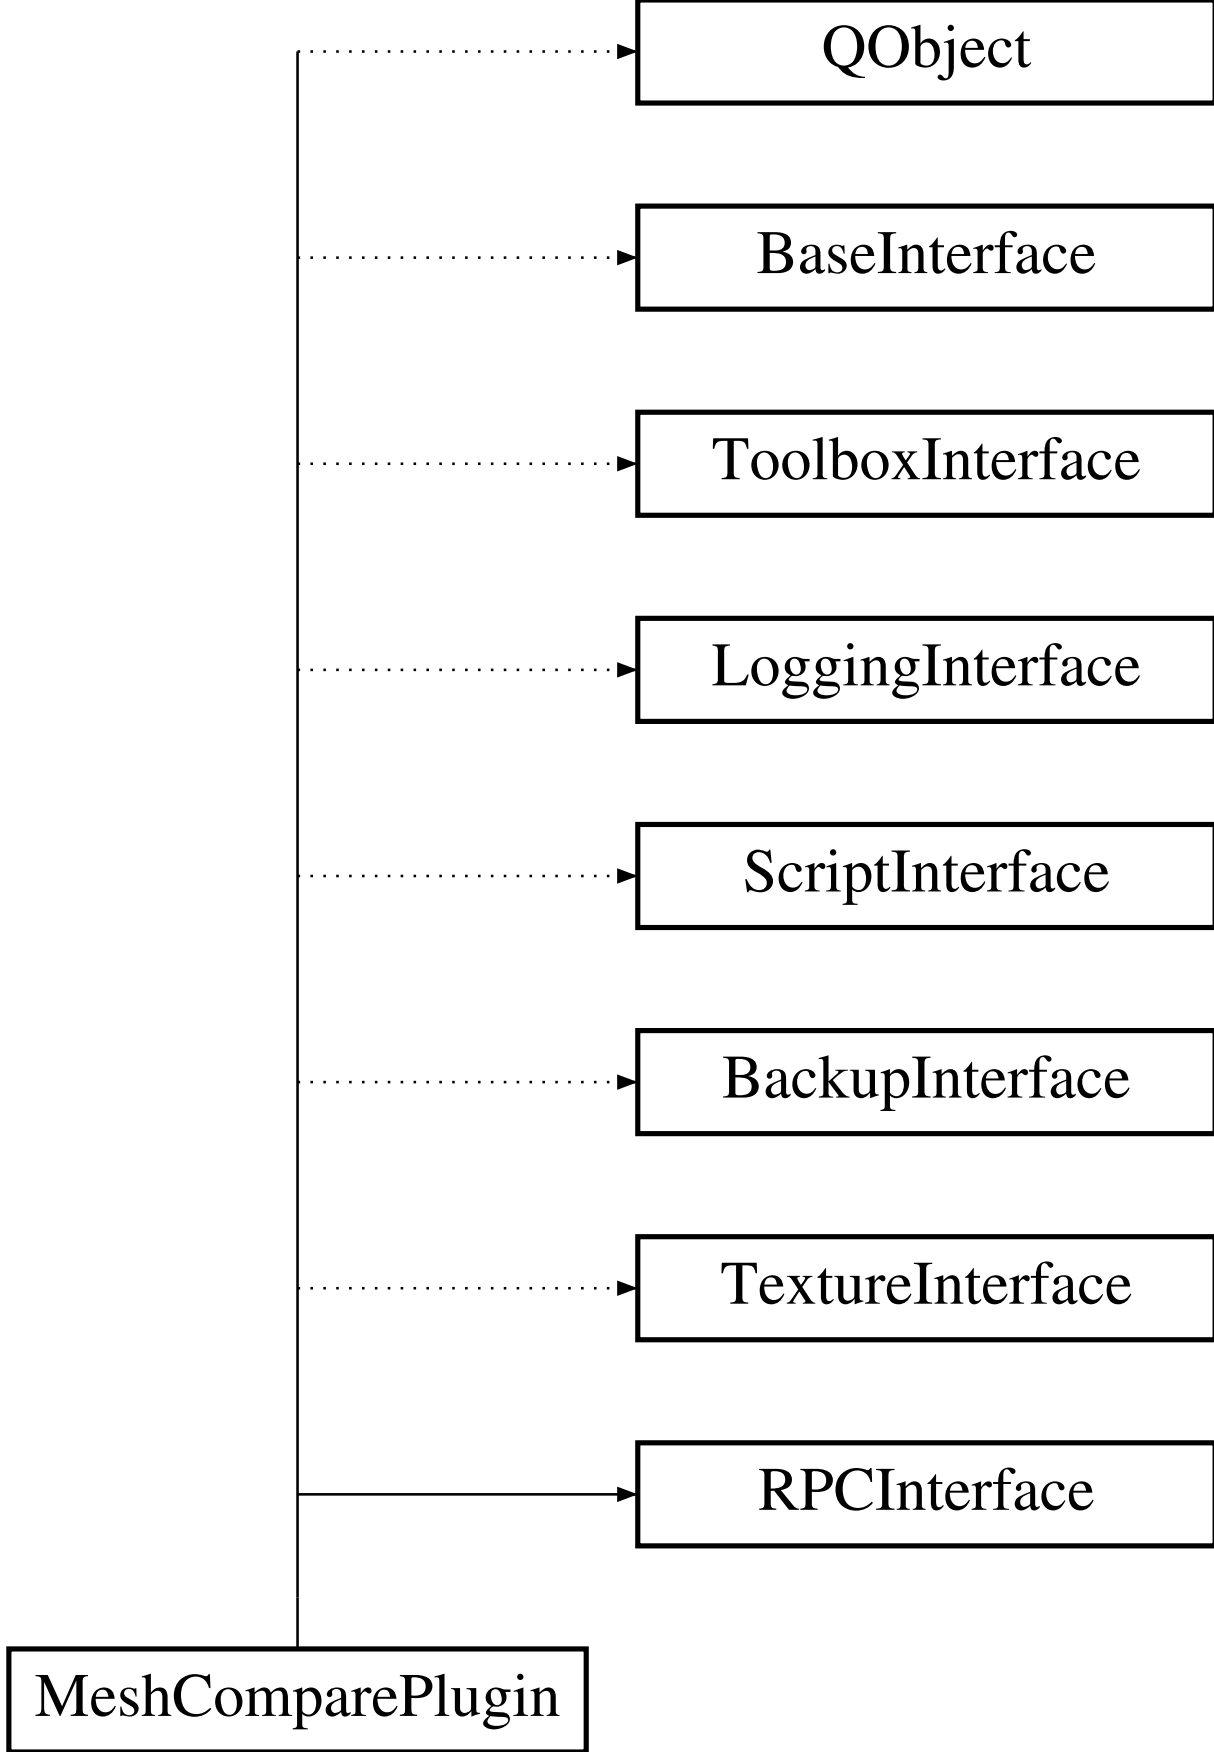 QObject
BaseInterface
ToolboxInterface
LoggingInterface
ScriptInterface
BackupInterface
TextureInterface
RPCInterface
MeshComparePlugin